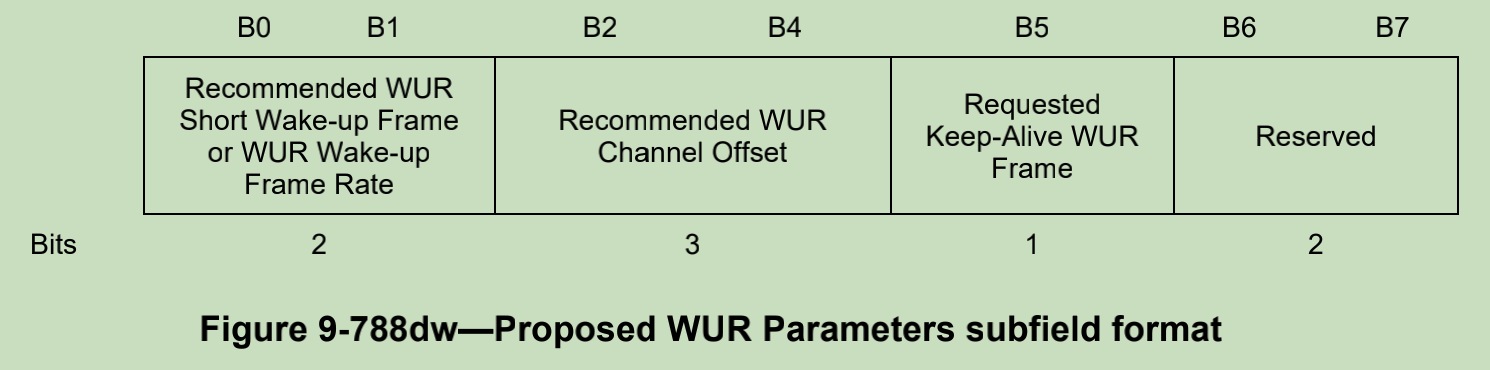 B0 B1 B2 B4 B5 B6 B7
Recommended WUR
Short Wake-up Frame
or WUR Wake-up
Frame Rate
Recommended WUR
Channel Offset
Requested
Keep-Alive WUR
Frame
Reserved
Bits 2 3 1 2
Figure 9-788dw—Proposed WUR Parameters subfield format